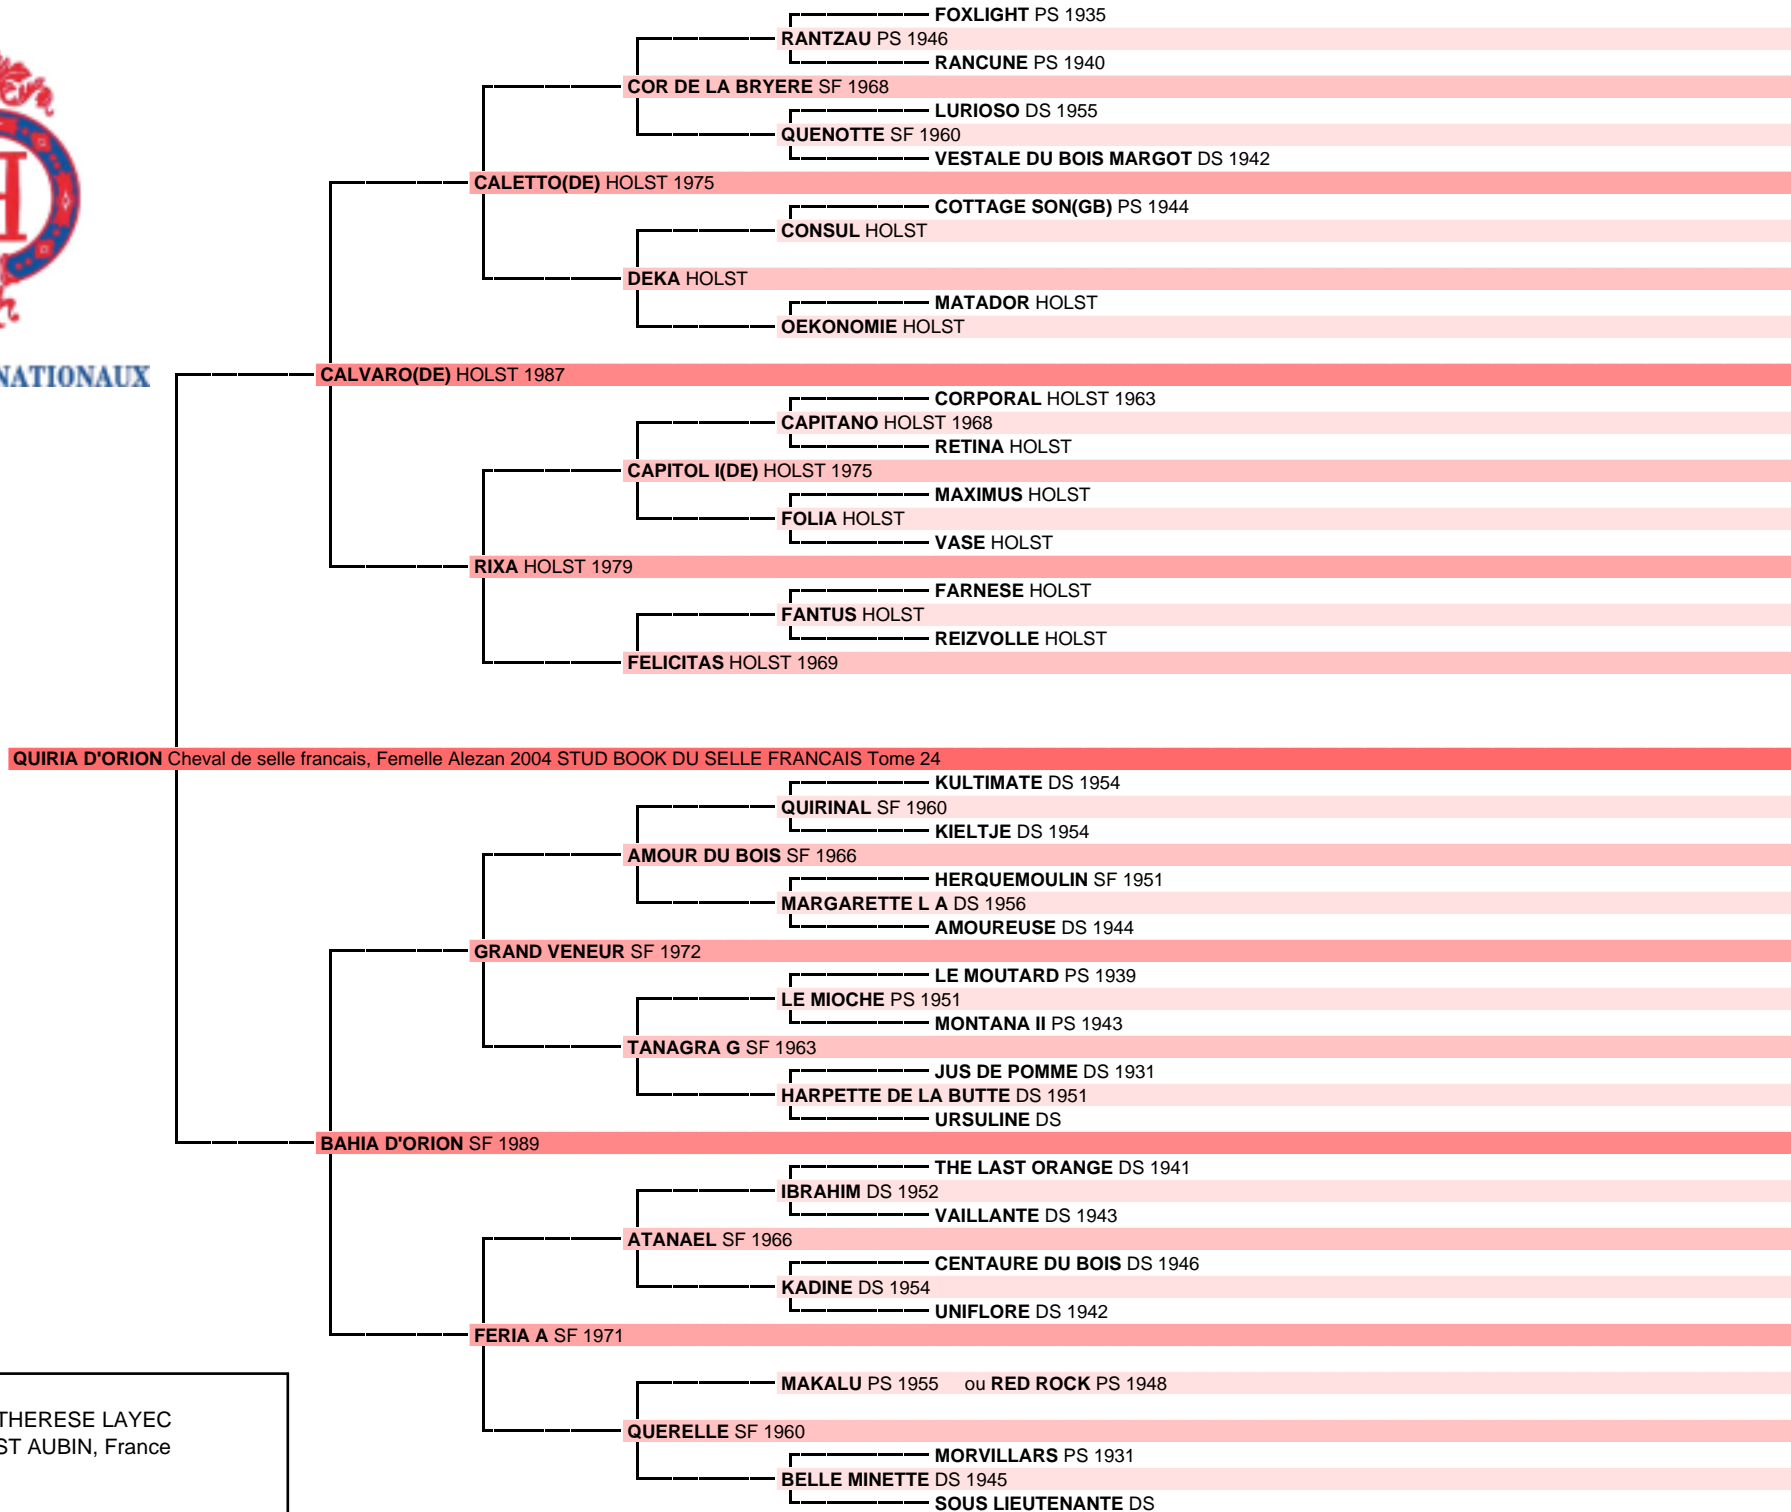 FOXLIGHT PS 1935
RANTZAU PS 1946
RANCUNE PS 1940
COR DE LA BRYERE SF 1968
LURIOSO DS 1955
QUENOTTE SF 1960
VESTALE DU BOIS MARGOT DS 1942
CALETTO(DE) HOLST 1975
COTTAGE SON(GB) PS 1944
CONSUL HOLST
DEKA HOLST
MATADOR HOLST
OEKONOMIE HOLST
NATIONAUX
CALVARO(DE) HOLST 1987
CORPORAL HOLST 1963
CAPITANO HOLST 1968
RETINA HOLST
CAPITOL I(DE) HOLST 1975
MAXIMUS HOLST
FOLIA HOLST
VASE HOLST
RIXA HOLST 1979
FARNESE HOLST
FANTUS HOLST
REIZVOLLE HOLST
FELICITAS HOLST 1969
QUIRIA D'ORION Cheval de selle francais, Femelle Alezan 2004 STUD BOOK DU SELLE FRANCAIS Tome 24
KULTIMATE DS 1954
QUIRINAL SF 1960
KIELTJE DS 1954
AMOUR DU BOIS SF 1966
HERQUEMOULIN SF 1951
MARGARETTE L A DS 1956
AMOUREUSE DS 1944
GRAND VENEUR SF 1972
LE MOUTARD PS 1939
LE MIOCHE PS 1951
MONTANA II PS 1943
TANAGRA G SF 1963
JUS DE POMME DS 1931
HARPETTE DE LA BUTTE DS 1951
URSULINE DS
BAHIA D'ORION SF 1989
THE LAST ORANGE DS 1941
IBRAHIM DS 1952
VAILLANTE DS 1943
ATANAEL SF 1966
CENTAURE DU BOIS DS 1946
KADINE DS 1954
UNIFLORE DS 1942
FERIA A SF 1971
MAKALU PS 1955 ou RED ROCK PS 1948
THERESE LAYEC
QUERELLE SF 1960
ST AUBIN, France
MORVILLARS PS 1931
BELLE MINETTE DS 1945
SOUS LIEUTENANTE DS